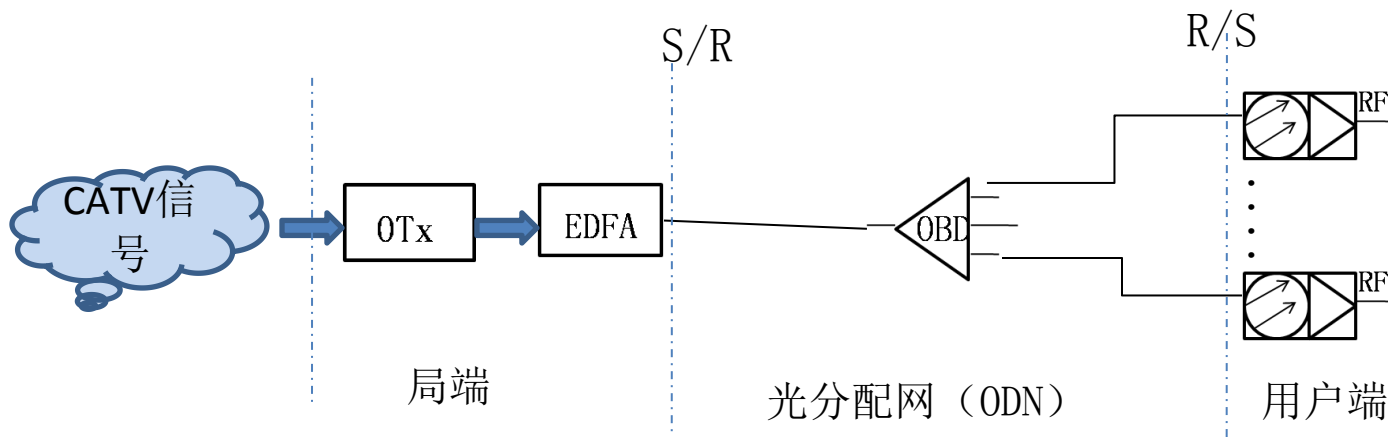 S/R
R/S
CATV信
号
OTx
EDFA
OBD
RF
RF
局端
光分配网（ODN）
用户端